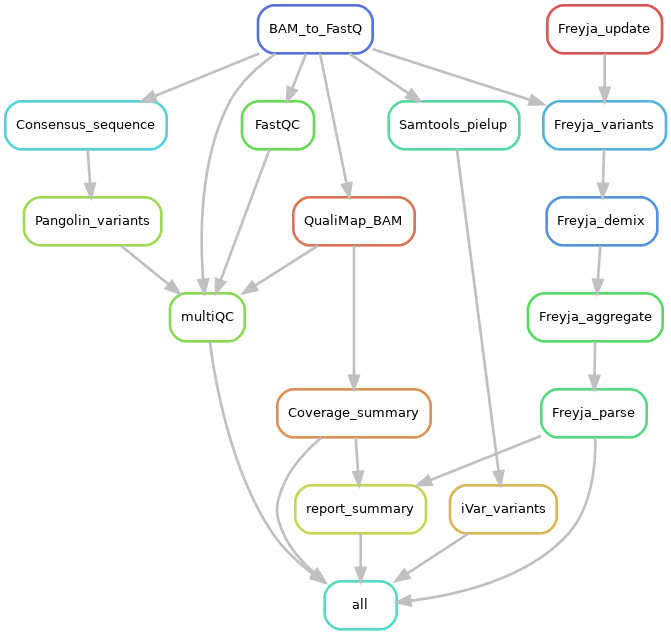 BAM_to_FastQ
Freyja_update
Consensus_sequence
FastQC
Samtools_pielup
Freyja_variants
Pangolin_variants
QualiMap_BAM
Freyja_demix
multiQC
Freyja_aggregate
Coverage_summary
Freyja_parse
report_summary
iVar_variants
all